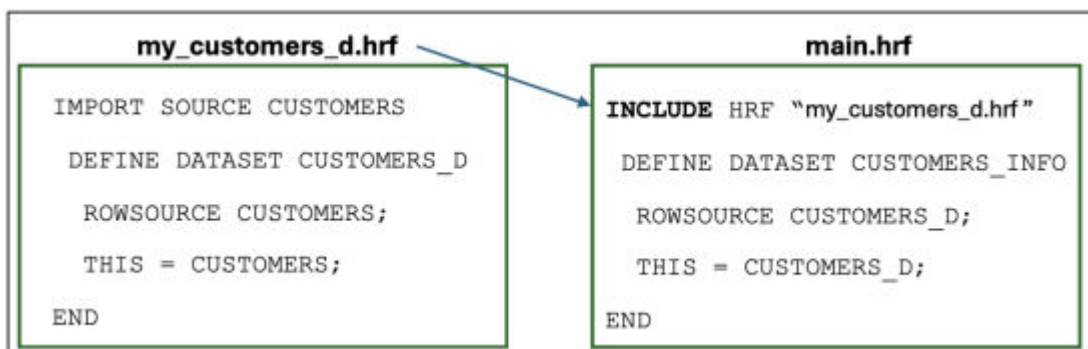 my_customers_d.hrf
IMPORT SOURCE CUSTOMERS
DEFINE DATASET CUSTOMERS_D
ROWSOURCE CUSTOMERS;
THIS = CUSTOMERS;
END
main.hrf
INCLUDE HRF “my_customers_d.hrf”
DEFINE DATASET CUSTOMERS_INFO
ROWSOURCE CUSTOMERS_D;
THIS = CUSTOMERS_D;
END